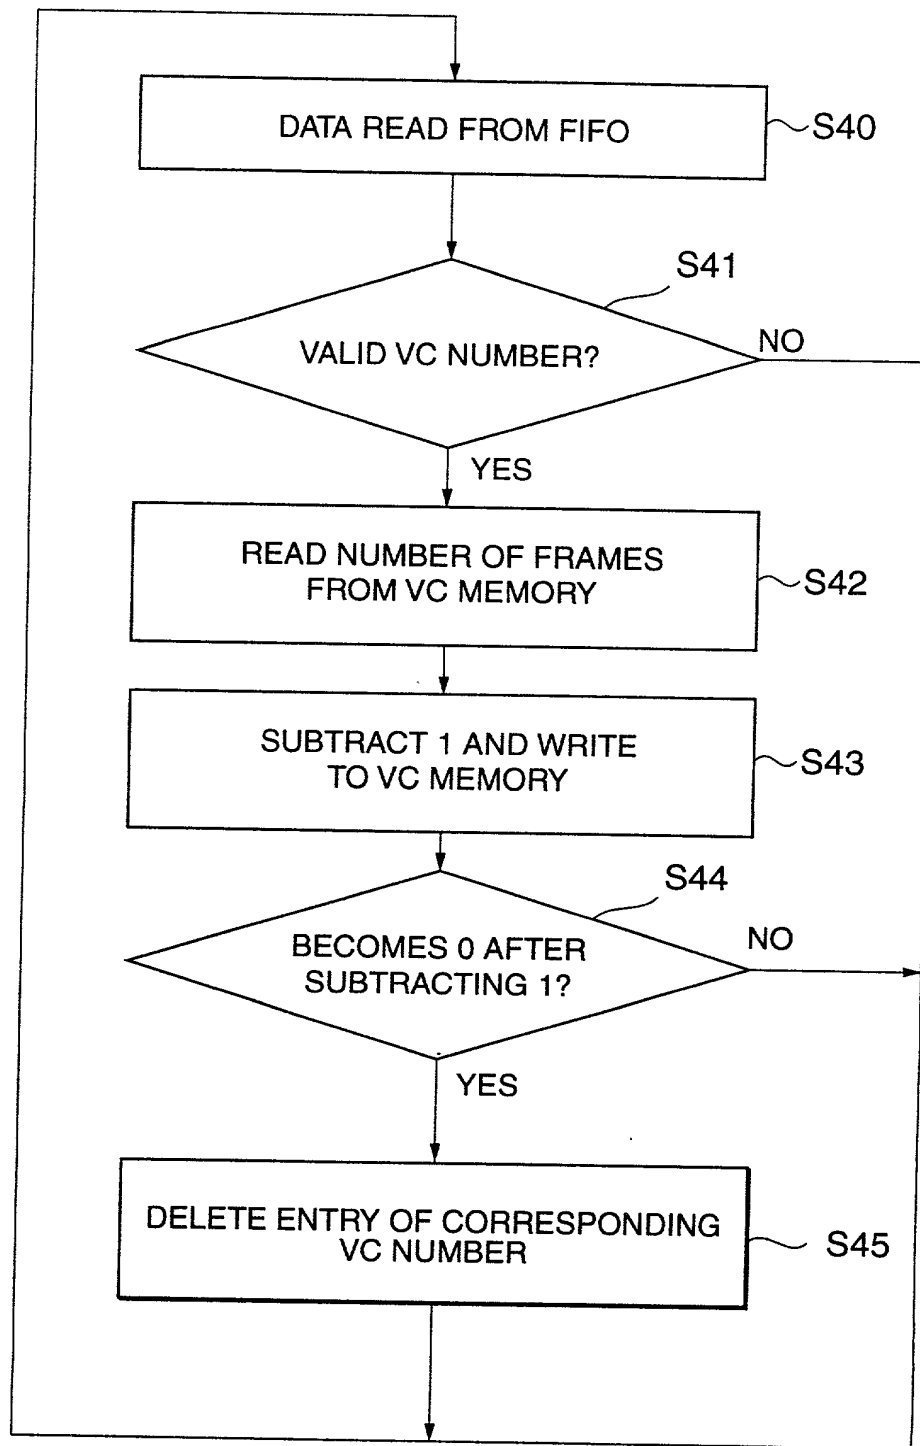 DATA READ FROM FIFO
S40
S41
VALID VC NUMBER?
NO
YES
READ NUMBER OF FRAMES
FROM VC MEMORY
S42
SUBTRACT 1 AND WRITE
TO VC MEMORY
S43
S44
BECOMES 0 AFTER
SUBTRACTING 1?
NO
YES
DELETE ENTRY OF CORRESPONDING
VC NUMBER
S45